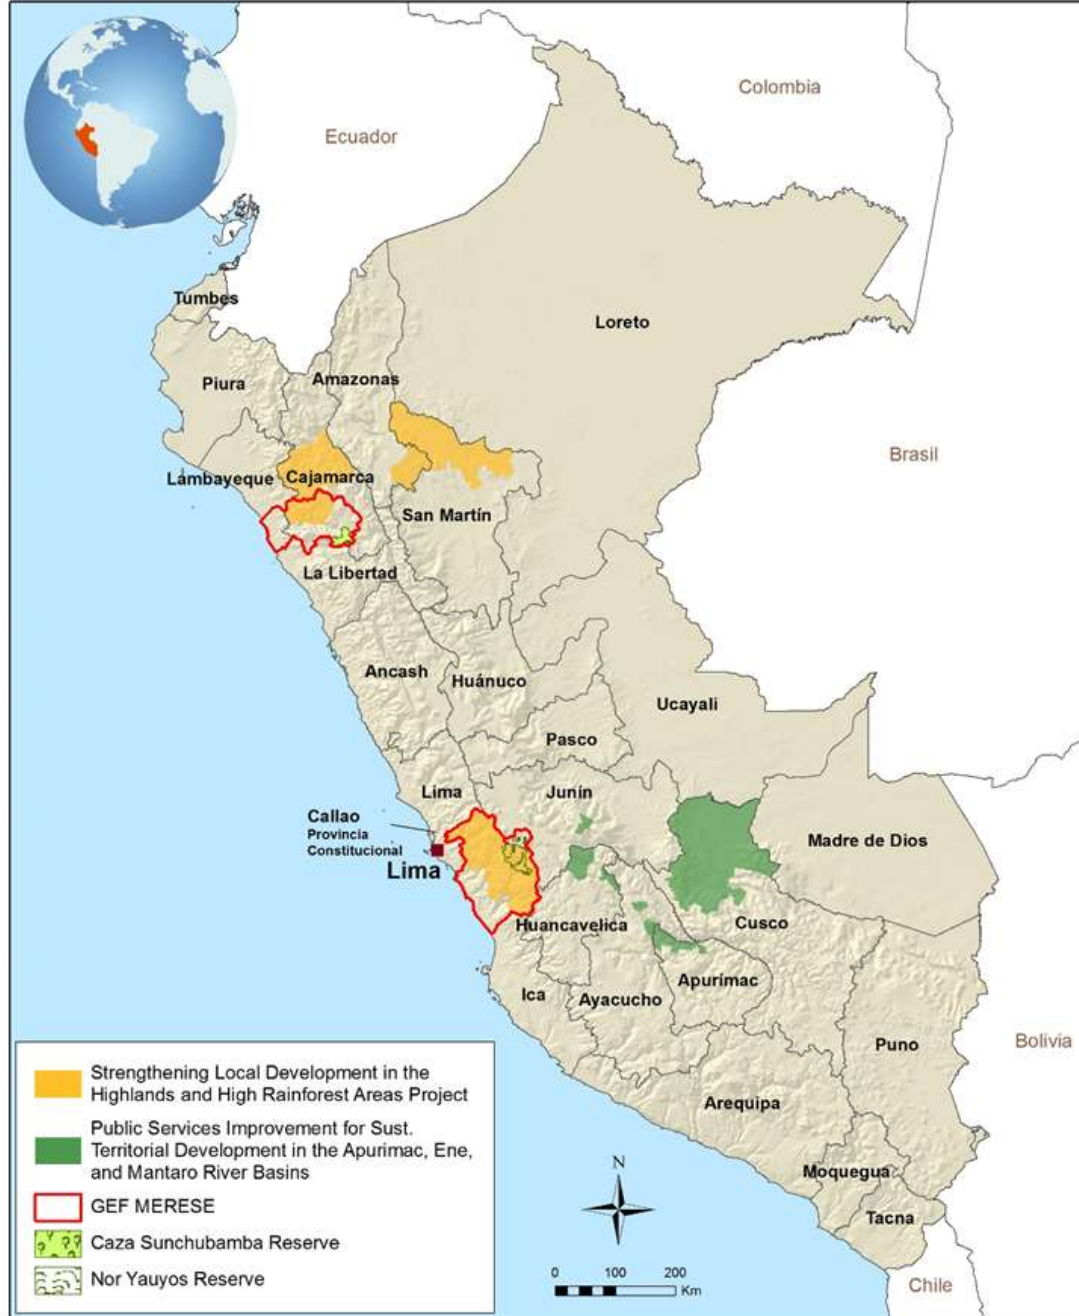 Colombia
Ecuador
Tumbes
Loreto
Piura
Amazonas
Brasil
Lambayeque
Cajamarca
San Martín
La Libertad
Ancash
Huánuco
Ucayali
Pasco
Lima
Junín
Callao
Provincia
Constitucional
Madre de Dios
Lima
Huancavelica
Cusco
Apurímac
Ica
Ayacucho
Puno
Bolivia
Arequipa
Moquegua
Tacna
Chile
Strengthening Local Development in the
Highlands and High Rainforest Areas Project
Public Services Improvement for Sust.
Territorial Development in the Apurimac, Ene,
and Mantaro River Basins
GEF MERESE
Caza Sunchubamba Reserve
Nor Yauyos Reserve
N
0 100 200
Km